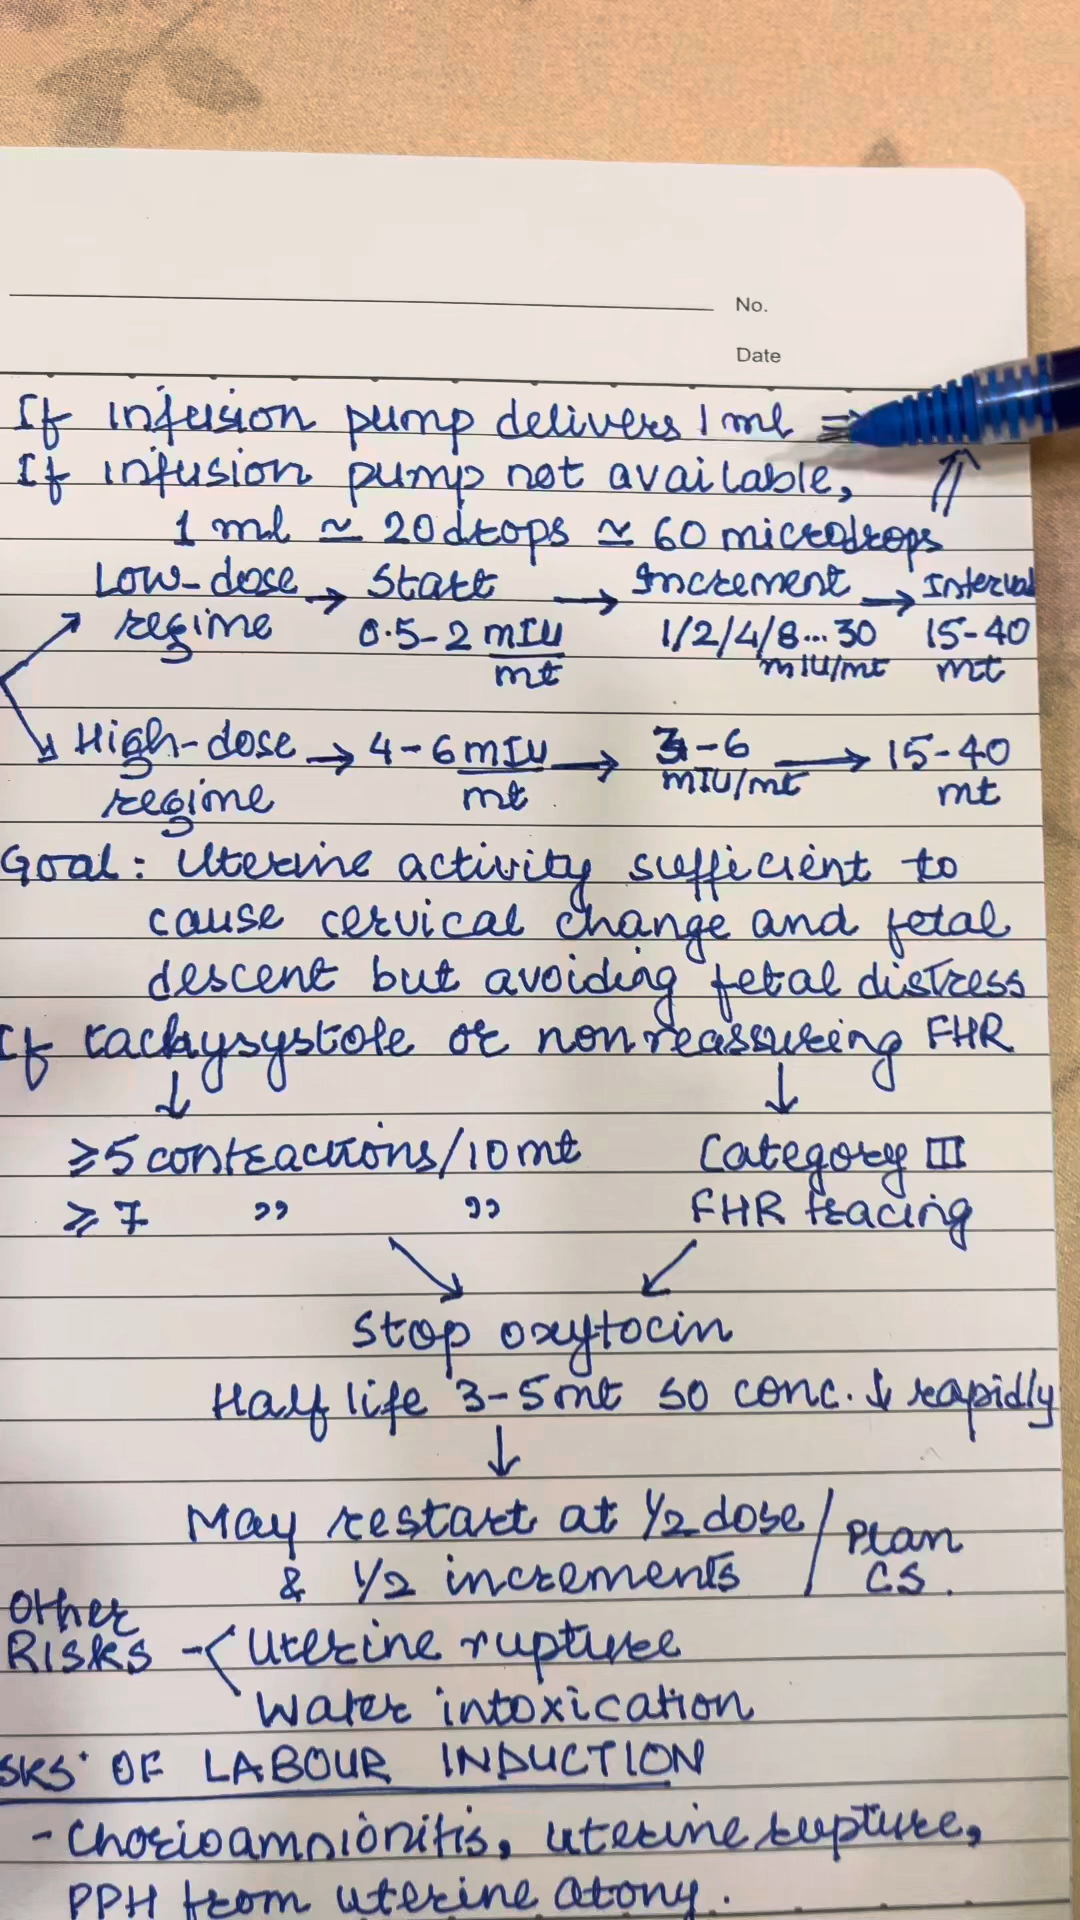 No.
Date
If infusion pump delivers 1 ml =
If infusion pump not available,
1 ml ≃ 20 drops ≃ 60 microdrops
Low-dose regime → Start 0.5-2 mIU/mt → Increment 1/2/4/8...30 mIU/mt → Interval 15-40 mt
High-dose regime → 4-6 mIU/mt → 3-6 mIU/mt → 15-40 mt
Goal: Uterine activity sufficient to
cause cervical change and fetal
descent but avoiding fetal distress
If tachysystole or nonreassuring FHR
↓ ↓
≥5 contractions/10 mt Category III
≥7 " " FHR tracing
Stop oxytocin
Half life 3-5 mt so conc. ↓ rapidly
↓
May restart at 1/2 dose / Plan
& 1/2 increments CS.
Other
Risks - Uterine rupture
Water intoxication
SKS OF LABOUR INDUCTION
- Chorioamnionitis, uterine rupture,
PPH from uterine atony.